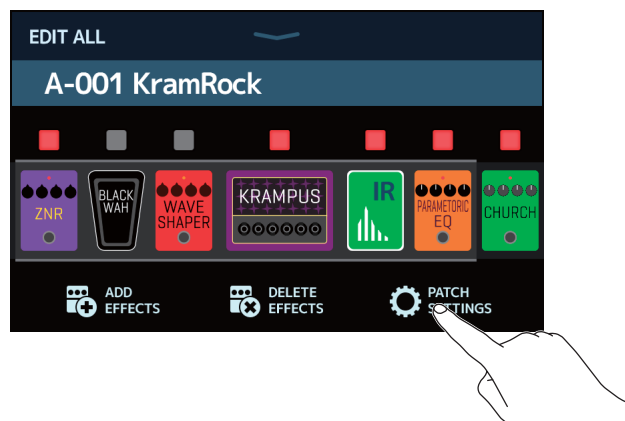 EDIT ALL
A-001 KramRock
ZNR
BLACK
WAH
WAVE
SHAPER
KRAMPUS
IR
PARAMETORIC
EQ
CHURCH
ADD
EFFECTS
DELETE
EFFECTS
PATCH
SETTINGS